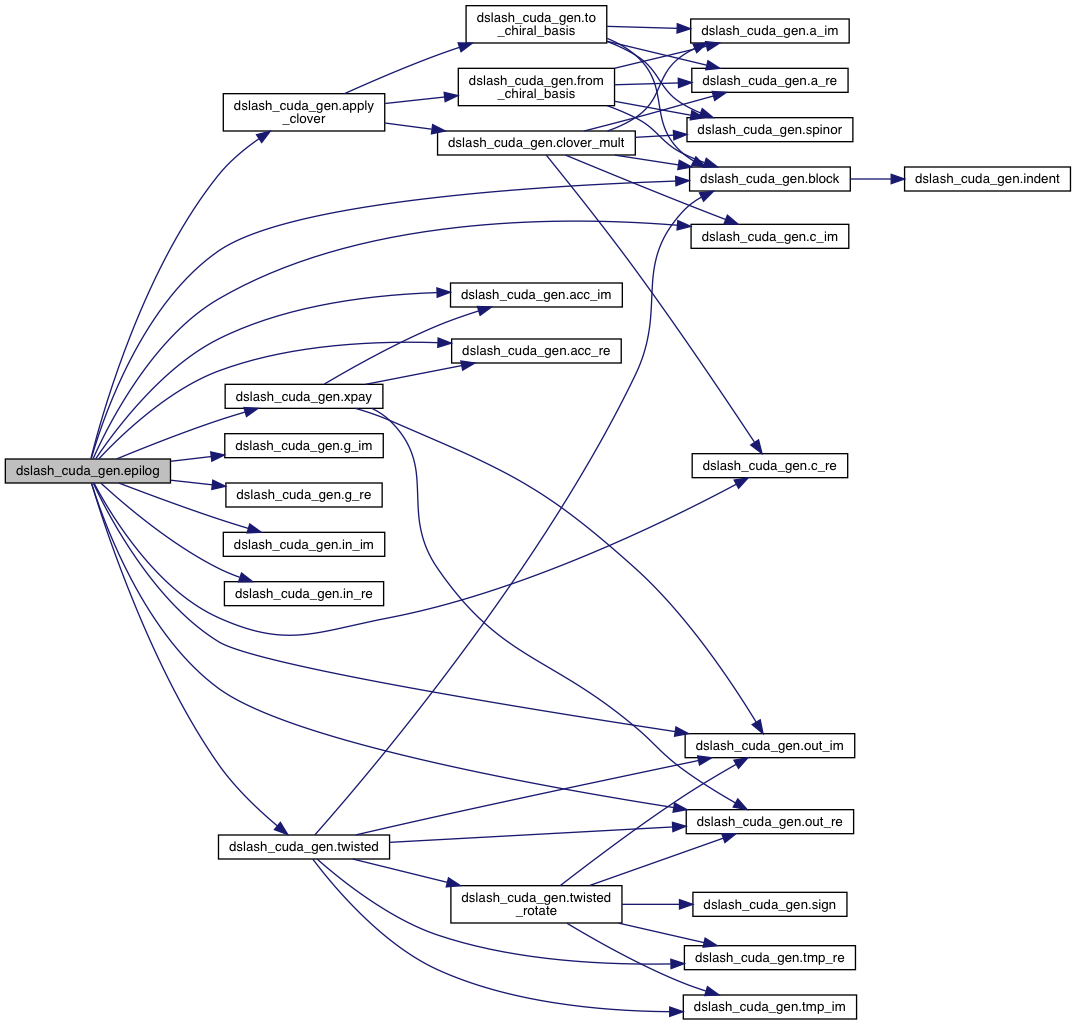 dslash_cuda_gen.to
_chiral_basis
dslash_cuda_gen.a_im
dslash_cuda_gen.from
_chiral_basis
dslash_cuda_gen.a_re
dslash_cuda_gen.apply
_clover
dslash_cuda_gen.spinor
dslash_cuda_gen.clover_mult
dslash_cuda_gen.block
dslash_cuda_gen.indent
dslash_cuda_gen.c_im
dslash_cuda_gen.acc_im
dslash_cuda_gen.acc_re
dslash_cuda_gen.xpay
dslash_cuda_gen.g_im
dslash_cuda_gen.c_re
dslash_cuda_gen.epilog
dslash_cuda_gen.g_re
dslash_cuda_gen.in_im
dslash_cuda_gen.in_re
dslash_cuda_gen.out_im
dslash_cuda_gen.out_re
dslash_cuda_gen.twisted
dslash_cuda_gen.twisted
_rotate
dslash_cuda_gen.sign
dslash_cuda_gen.tmp_re
dslash_cuda_gen.tmp_im